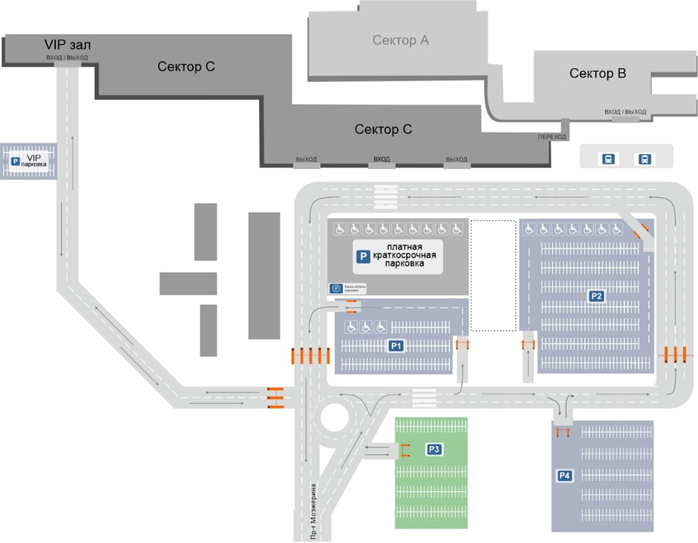 VIP зал
ВХОД / ВЫХОД
Сектор С
Сектор А
Сектор В
ВХОД / ВЫХОД
Сектор С
ПЕРЕХОД
ВЫХОД
ВХОД
ВЫХОД
P VIP
парковка
платная
P краткосрочная
парковка
P1
P2
P3
P4
Пр-т Мозжерина